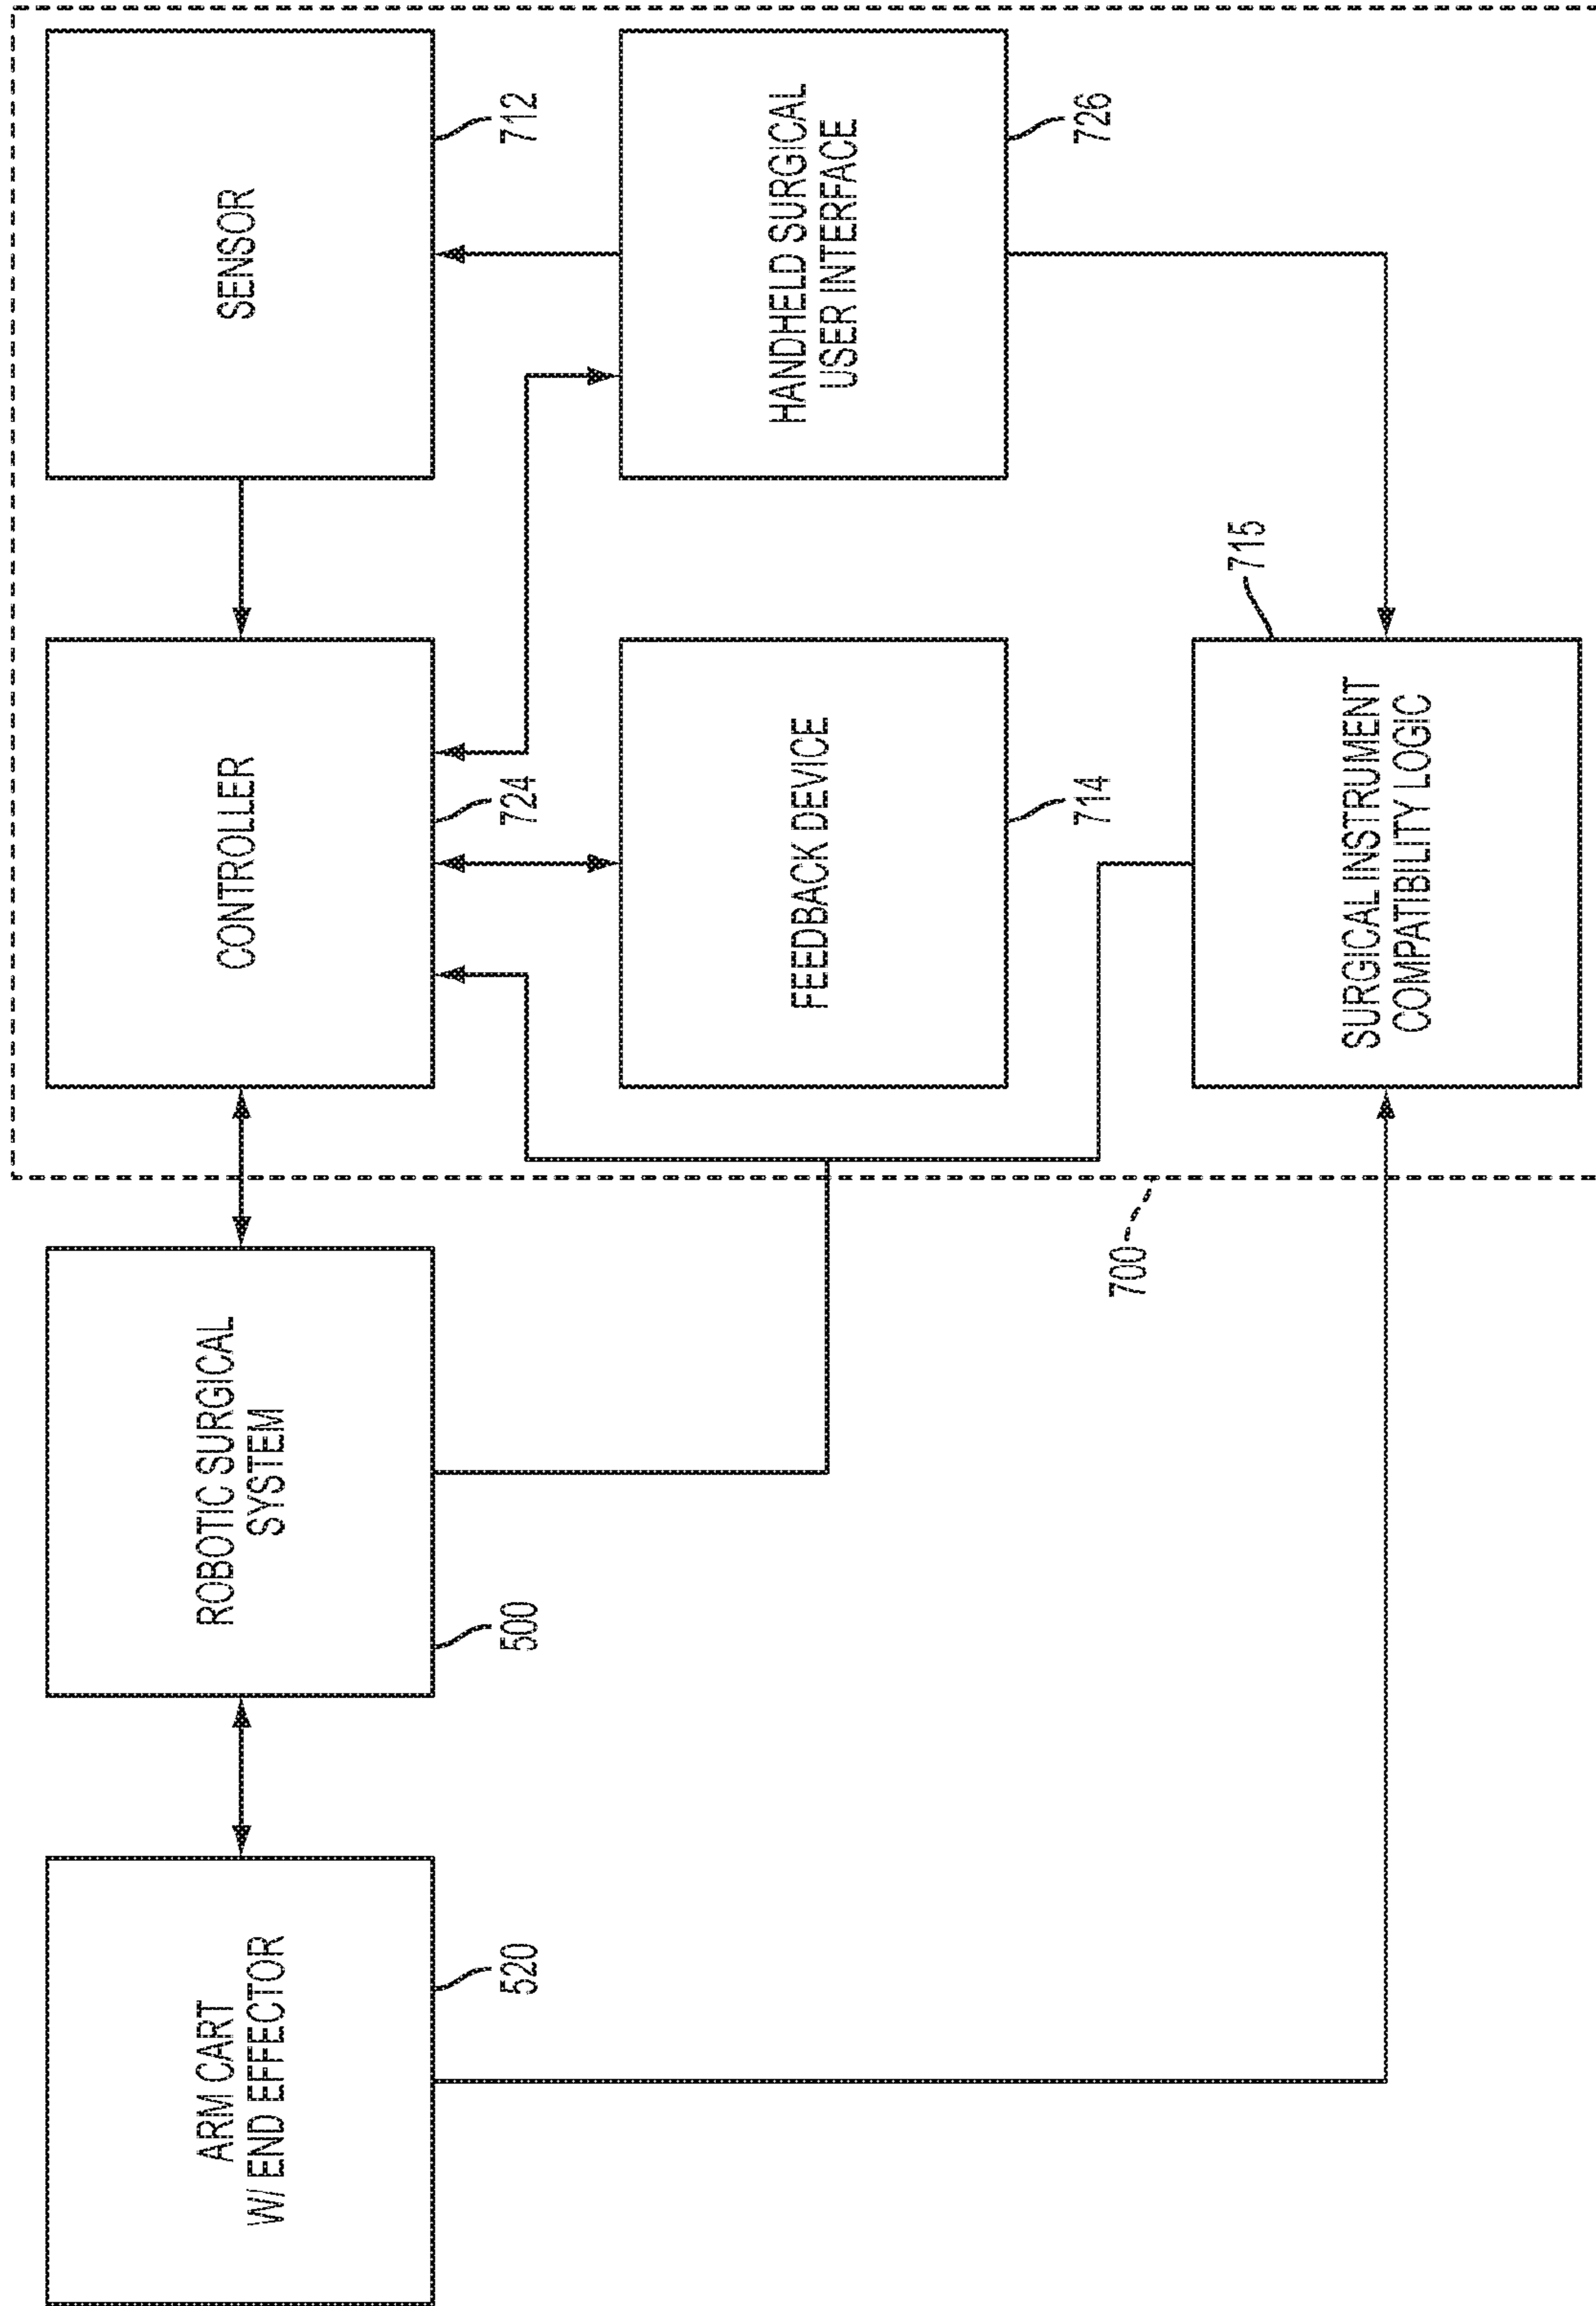 ARM CART
W/ END EFFECTOR
520
ROBOTIC SURGICAL
SYSTEM
500
CONTROLLER
724
SENSOR
712
FEEDBACK DEVICE
714
HANDHELD SURGICAL
USER INTERFACE
726
700
SURGICAL INSTRUMENT
COMPATIBILITY LOGIC
715